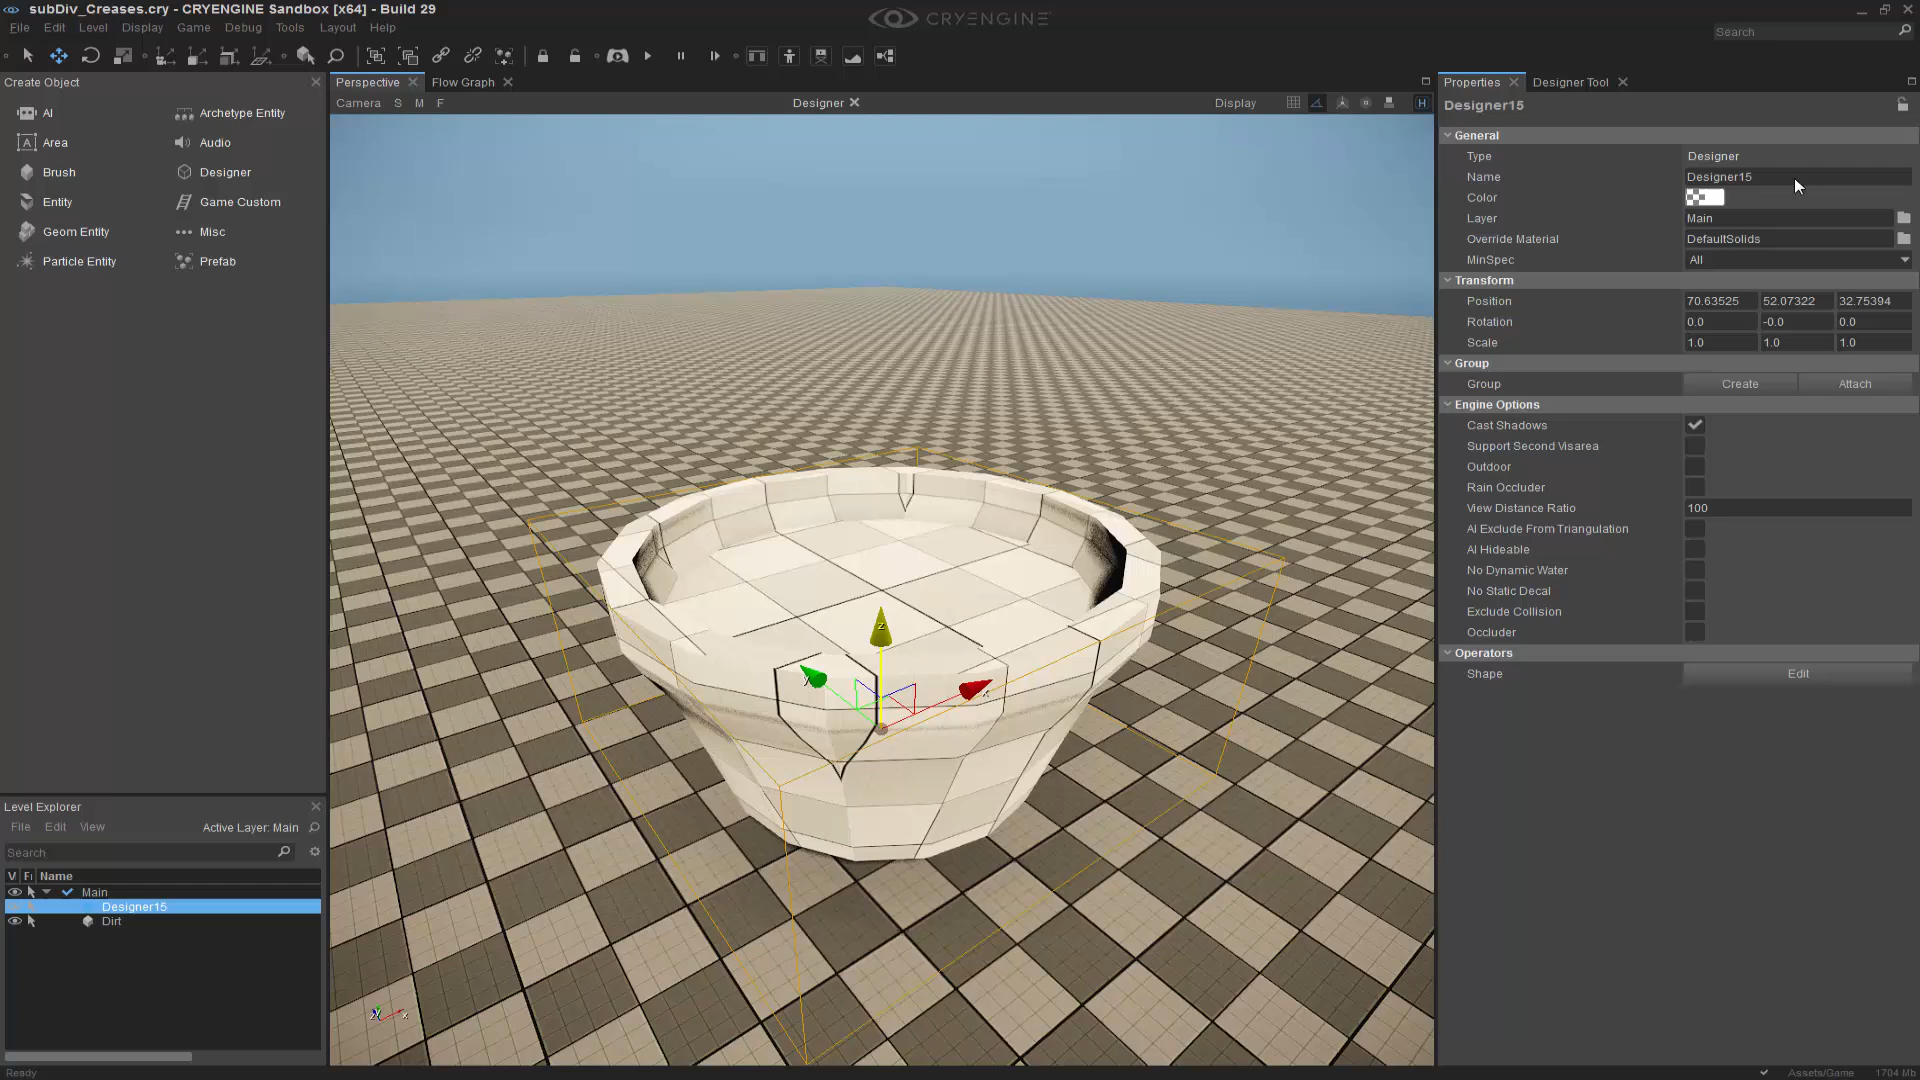 subDiv_Creases.cry - CRYENGINE Sandbox [x64] - Build 29
CRYENGINE
File Edit Level Display Game Debug Tools Layout Help
Search
Create Object
AI
Archetype Entity
Area
Audio
Brush
Designer
Entity
Game Custom
Geom Entity
Misc
Particle Entity
Prefab
Perspective
Flow Graph
Camera S M F
Designer
Display
H
z
y
x
Level Explorer
File Edit View
Active Layer: Main
Search
V Fr Name
Main
Designer15
Dirt
Properties
Designer Tool
Designer15
General
Type Designer
Name Designer15
Color
Layer Main
Override Material DefaultSolids
MinSpec All
Transform
Position 70.63525 52.07322 32.75394
Rotation 0.0 -0.0 0.0
Scale 1.0 1.0 1.0
Group
Group Create Attach
Engine Options
Cast Shadows
Support Second Visarea
Outdoor
Rain Occluder
View Distance Ratio 100
AI Exclude From Triangulation
AI Hideable
No Dynamic Water
No Static Decal
Exclude Collision
Occluder
Operators
Shape Edit
Ready
Assets/Game 1704 Mb